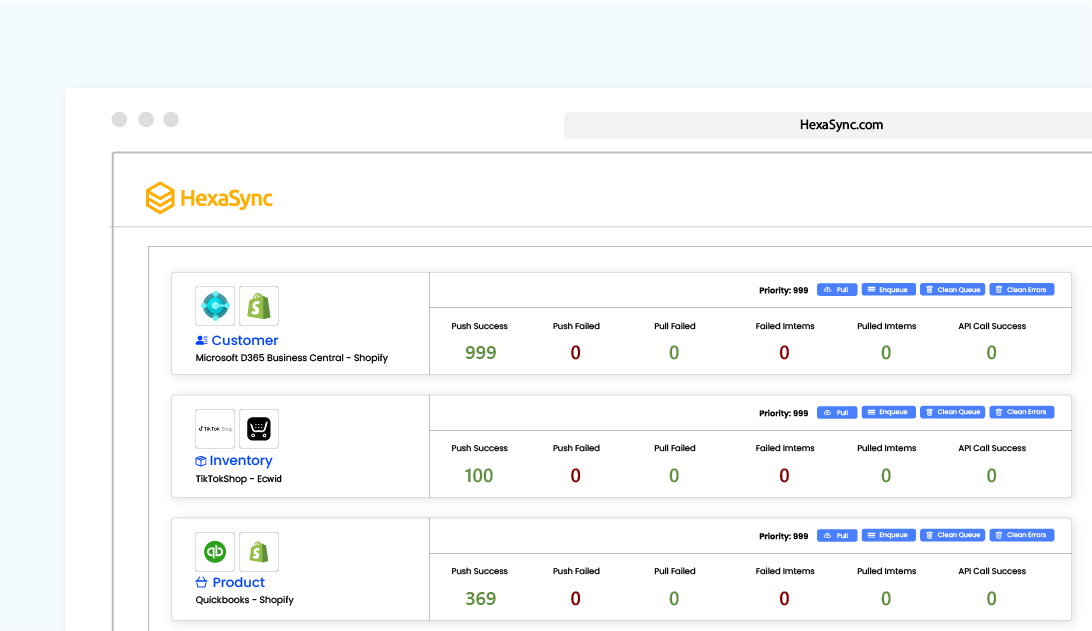 HexaSync.com
HexaSync
Priority: 999 Pull Enqueue Clean Queue Clean Errors
Customer
Microsoft D365 Business Central - Shopify
Push Success Push Failed Pull Failed Failed Imtems Pulled Imtems API Call Success
999 0 0 0 0 0
Priority: 999 Pull Enqueue Clean Queue Clean Errors
TikTok Shop
Inventory
TikTokShop - Ecwid
Push Success Push Failed Pull Failed Failed Imtems Pulled Imtems API Call Success
100 0 0 0 0 0
Priority: 999 Pull Enqueue Clean Queue Clean Errors
qb
Product
Quickbooks - Shopify
Push Success Push Failed Pull Failed Failed Imtems Pulled Imtems API Call Success
369 0 0 0 0 0